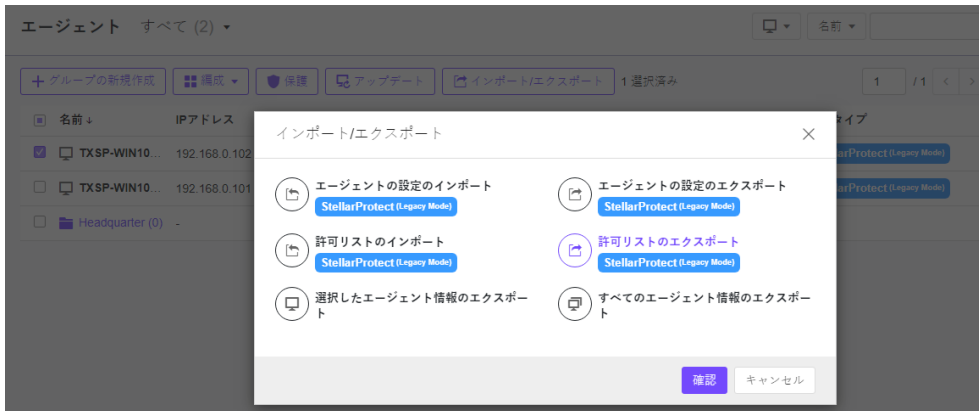 エージェント すべて (2)
名前
グループの新規作成 編成 保護 アップデート インポート/エクスポート 1 選択済み 1 / 1
名前 IPアドレス
TXSP-WIN10... 192.168.0.102
TXSP-WIN10... 192.168.0.101
Headquarter (0) -
タイプ
arProtect (Legacy Mode)
arProtect (Legacy Mode)
インポート/エクスポート
エージェントの設定のインポート
StellarProtect (Legacy Mode)
エージェントの設定のエクスポート
StellarProtect (Legacy Mode)
許可リストのインポート
StellarProtect (Legacy Mode)
許可リストのエクスポート
StellarProtect (Legacy Mode)
選択したエージェント情報のエクスポー
ト
すべてのエージェント情報のエクスポー
ト
確認 キャンセル